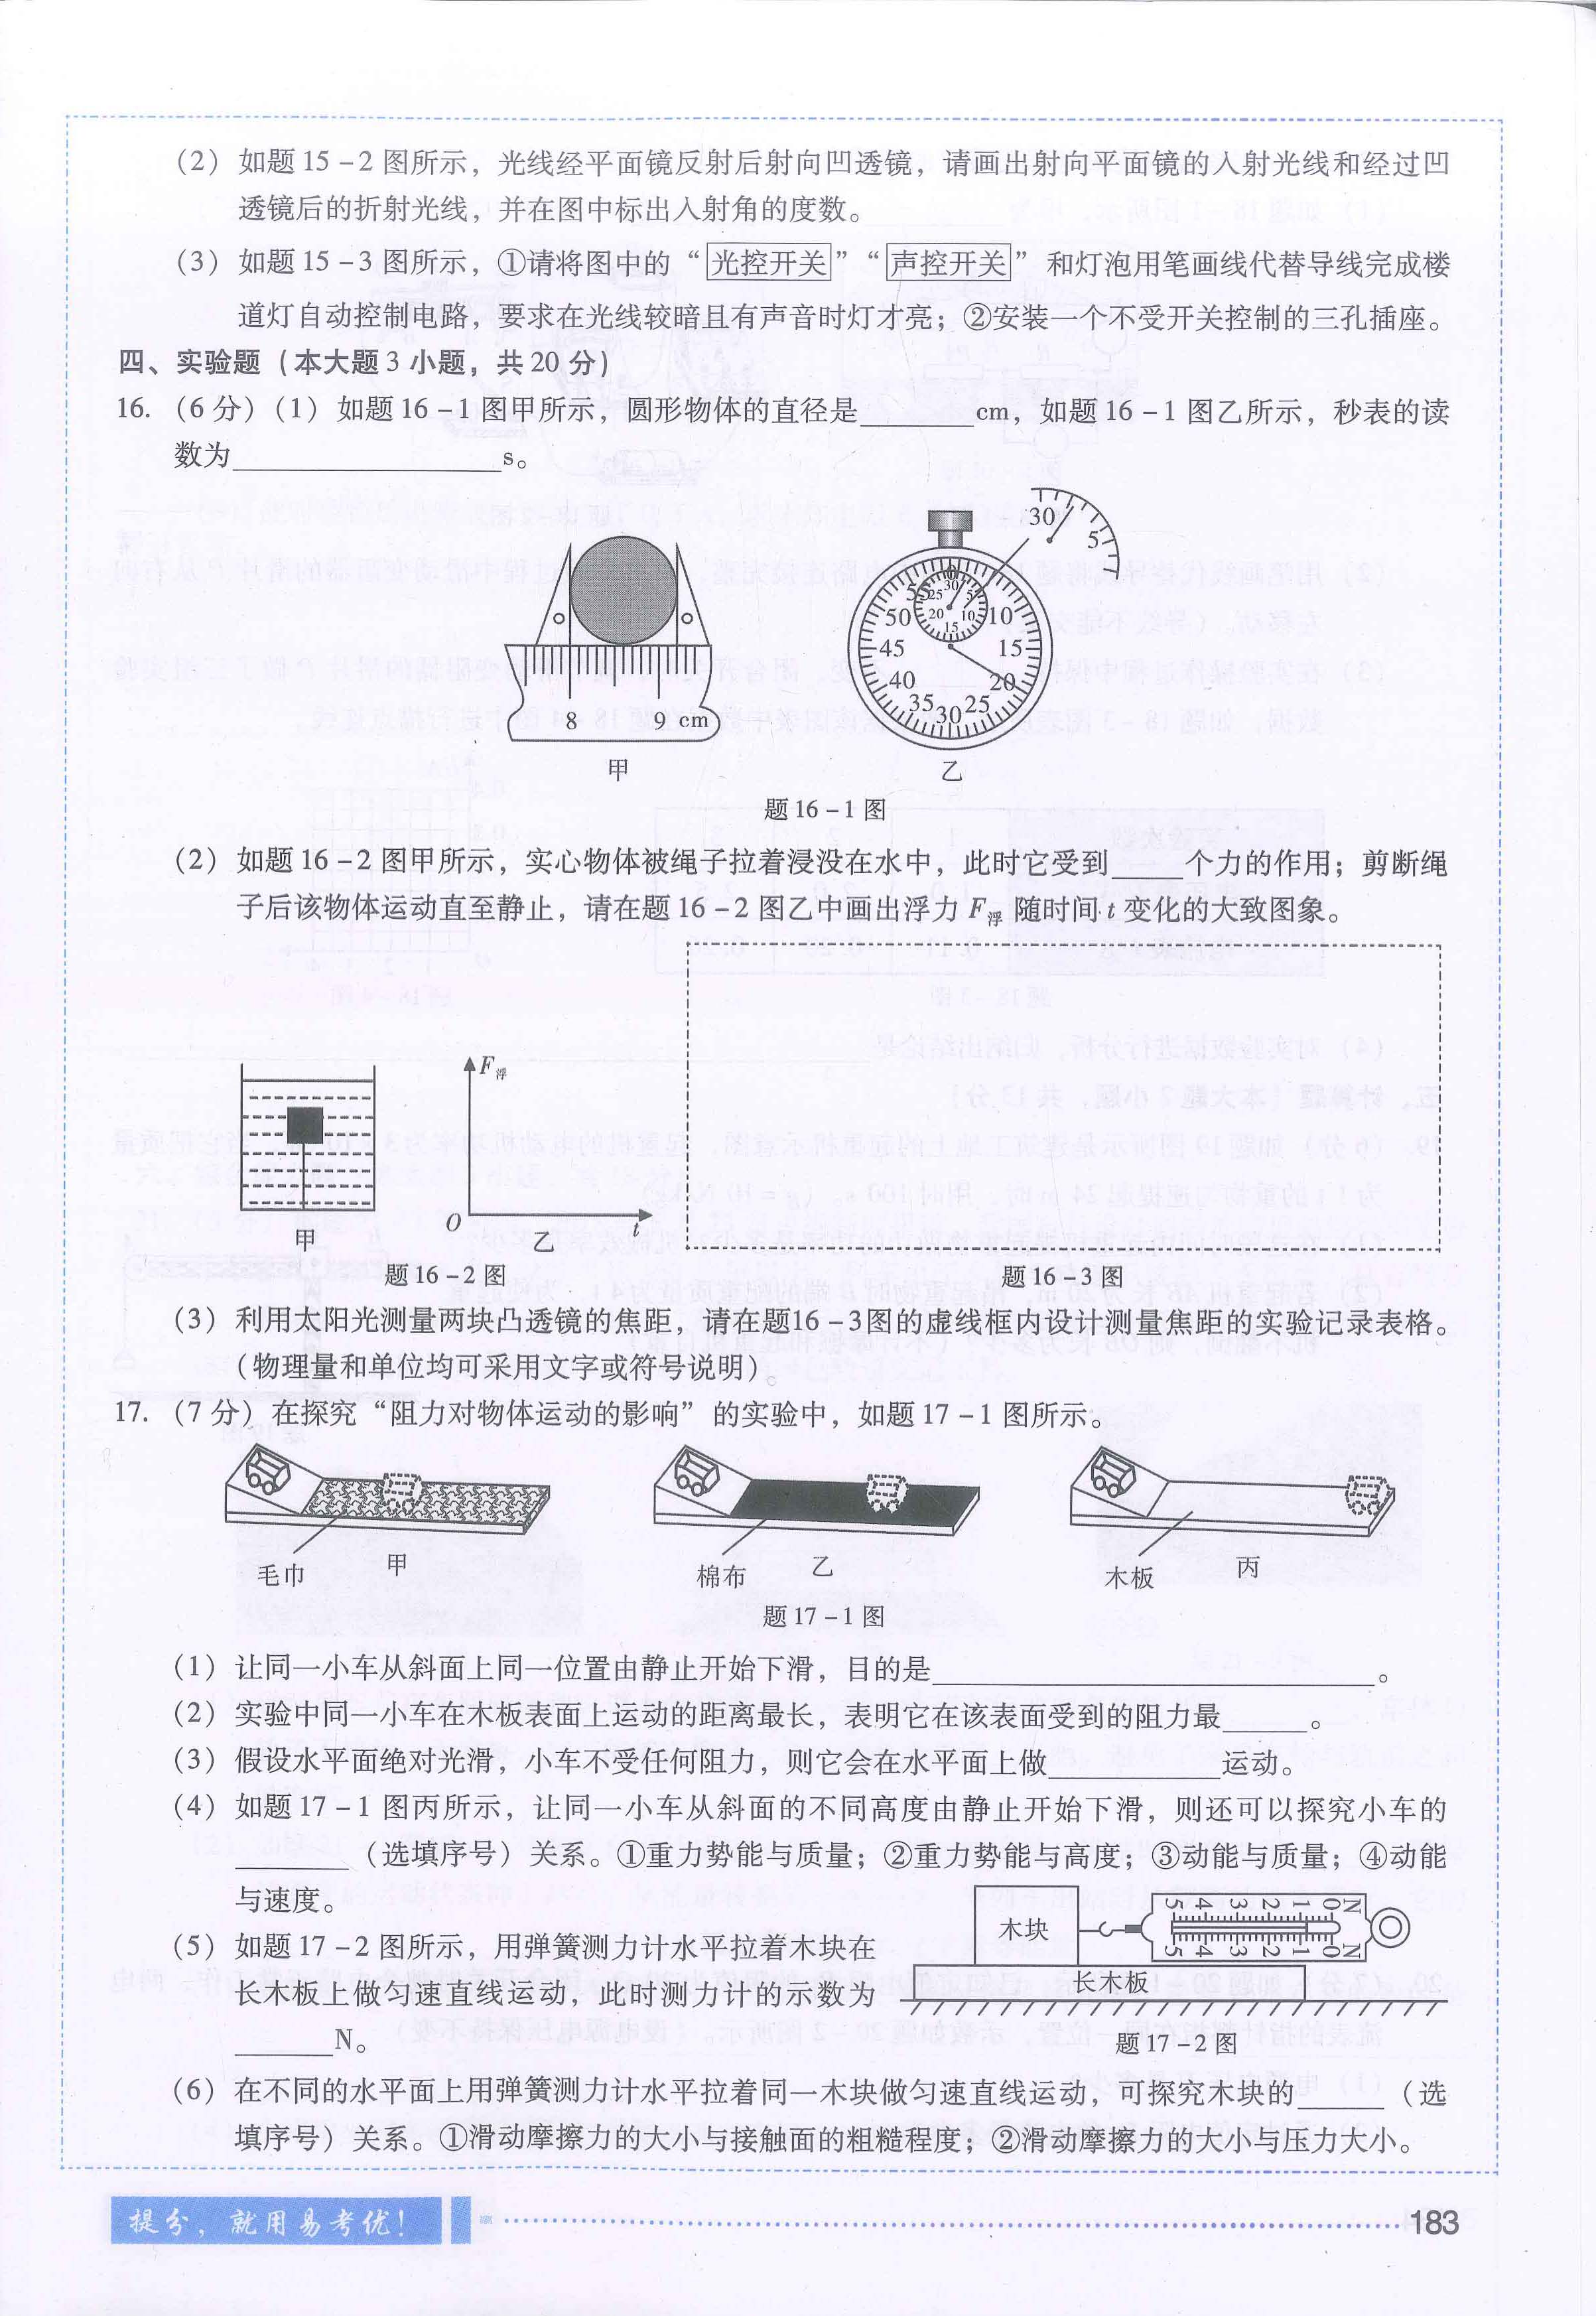 (2) 如题 15－2 图所示，光线经平面镜反射后射向凹透镜，请画出射向平面镜的入射光线和经过凹
透镜后的折射光线，并在图中标出入射角的度数。
(3) 如题 15－3 图所示，①请将图中的“光控开关”“声控开关”和灯泡用笔画线代替导线完成楼
道灯自动控制电路，要求在光线较暗且有声音时灯才亮；②安装一个不受开关控制的三孔插座。
四、实验题（本大题 3 小题，共 20 分）
16. (6 分)(1) 如题 16－1 图甲所示，圆形物体的直径是________cm，如题 16－1 图乙所示，秒表的读
数为__________________s。
8 9 cm
甲
30 5
55 50 45 40 35 30 25 20 15 10
25 30 5 20 10 15
乙
题 16－1 图
(2) 如题 16－2 图甲所示，实心物体被绳子拉着浸没在水中，此时它受到_____个力的作用；剪断绳
子后该物体运动直至静止，请在题 16－2 图乙中画出浮力 F浮 随时间 t 变化的大致图象。
甲
F浮
O
t
乙
题 16－2 图
题 16－3 图
(3) 利用太阳光测量两块凸透镜的焦距，请在题16－3图的虚线框内设计测量焦距的实验记录表格。
（物理量和单位均可采用文字或符号说明）
17. (7 分) 在探究“阻力对物体运动的影响”的实验中，如题 17－1 图所示。
毛巾 甲
棉布 乙
木板 丙
题 17－1 图
(1) 让同一小车从斜面上同一位置由静止开始下滑，目的是______________________________。
(2) 实验中同一小车在木板表面上运动的距离最长，表明它在该表面受到的阻力最______。
(3) 假设水平面绝对光滑，小车不受任何阻力，则它会在水平面上做____________运动。
(4) 如题 17－1 图丙所示，让同一小车从斜面的不同高度由静止开始下滑，则还可以探究小车的
________（选填序号）关系。①重力势能与质量；②重力势能与高度；③动能与质量；④动能
与速度。
(5) 如题 17－2 图所示，用弹簧测力计水平拉着木块在
长木板上做匀速直线运动，此时测力计的示数为
_______N。
木块
5 4 3 2 1 0 N
5 4 3 2 1 0 N
长木板
题 17－2 图
(6) 在不同的水平面上用弹簧测力计水平拉着同一木块做匀速直线运动，可探究木块的______（选
填序号）关系。①滑动摩擦力的大小与接触面的粗糙程度；②滑动摩擦力的大小与压力大小。
提分，就用易考优！
183